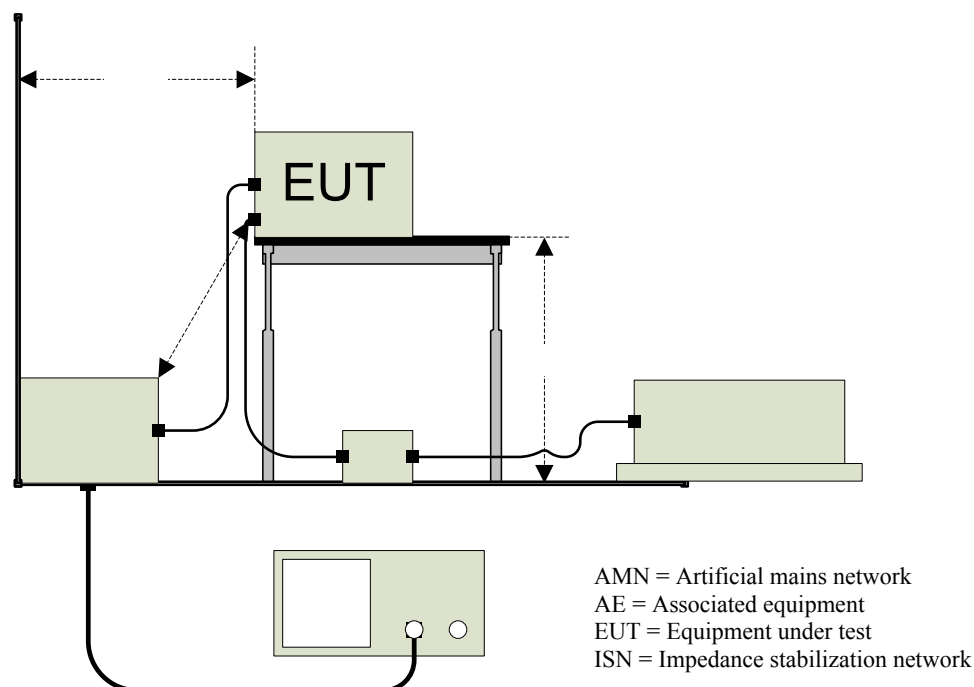 EUT
AMN = Artificial mains network
AE = Associated equipment
EUT = Equipment under test
ISN = Impedance stabilization network